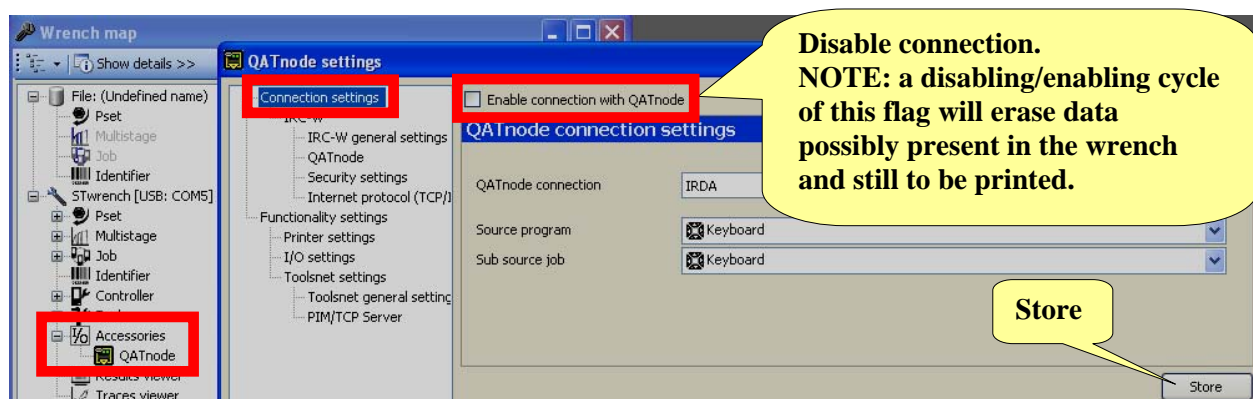 Wrench map
Show details >>
File: (Undefined name)
Pset
Multistage
Job
Identifier
STwrench [USB: COM5]
Pset
Multistage
Job
Identifier
Controller
I/O Accessories
QATnode
Results viewer
Traces viewer
QATnode settings
Connection settings
IRC-W
IRC-W general settings
QATnode
Security settings
Internet protocol (TCP/I
Functionality settings
Printer settings
I/O settings
Toolsnet settings
Toolsnet general setting
PIM/TCP Server
Enable connection with QATnode
QATnode connection settings
QATnode connection IRDA
Source program Keyboard
Sub source job Keyboard
Store
Disable connection.
NOTE: a disabling/enabling cycle
of this flag will erase data
possibly present in the wrench
and still to be printed.
Store